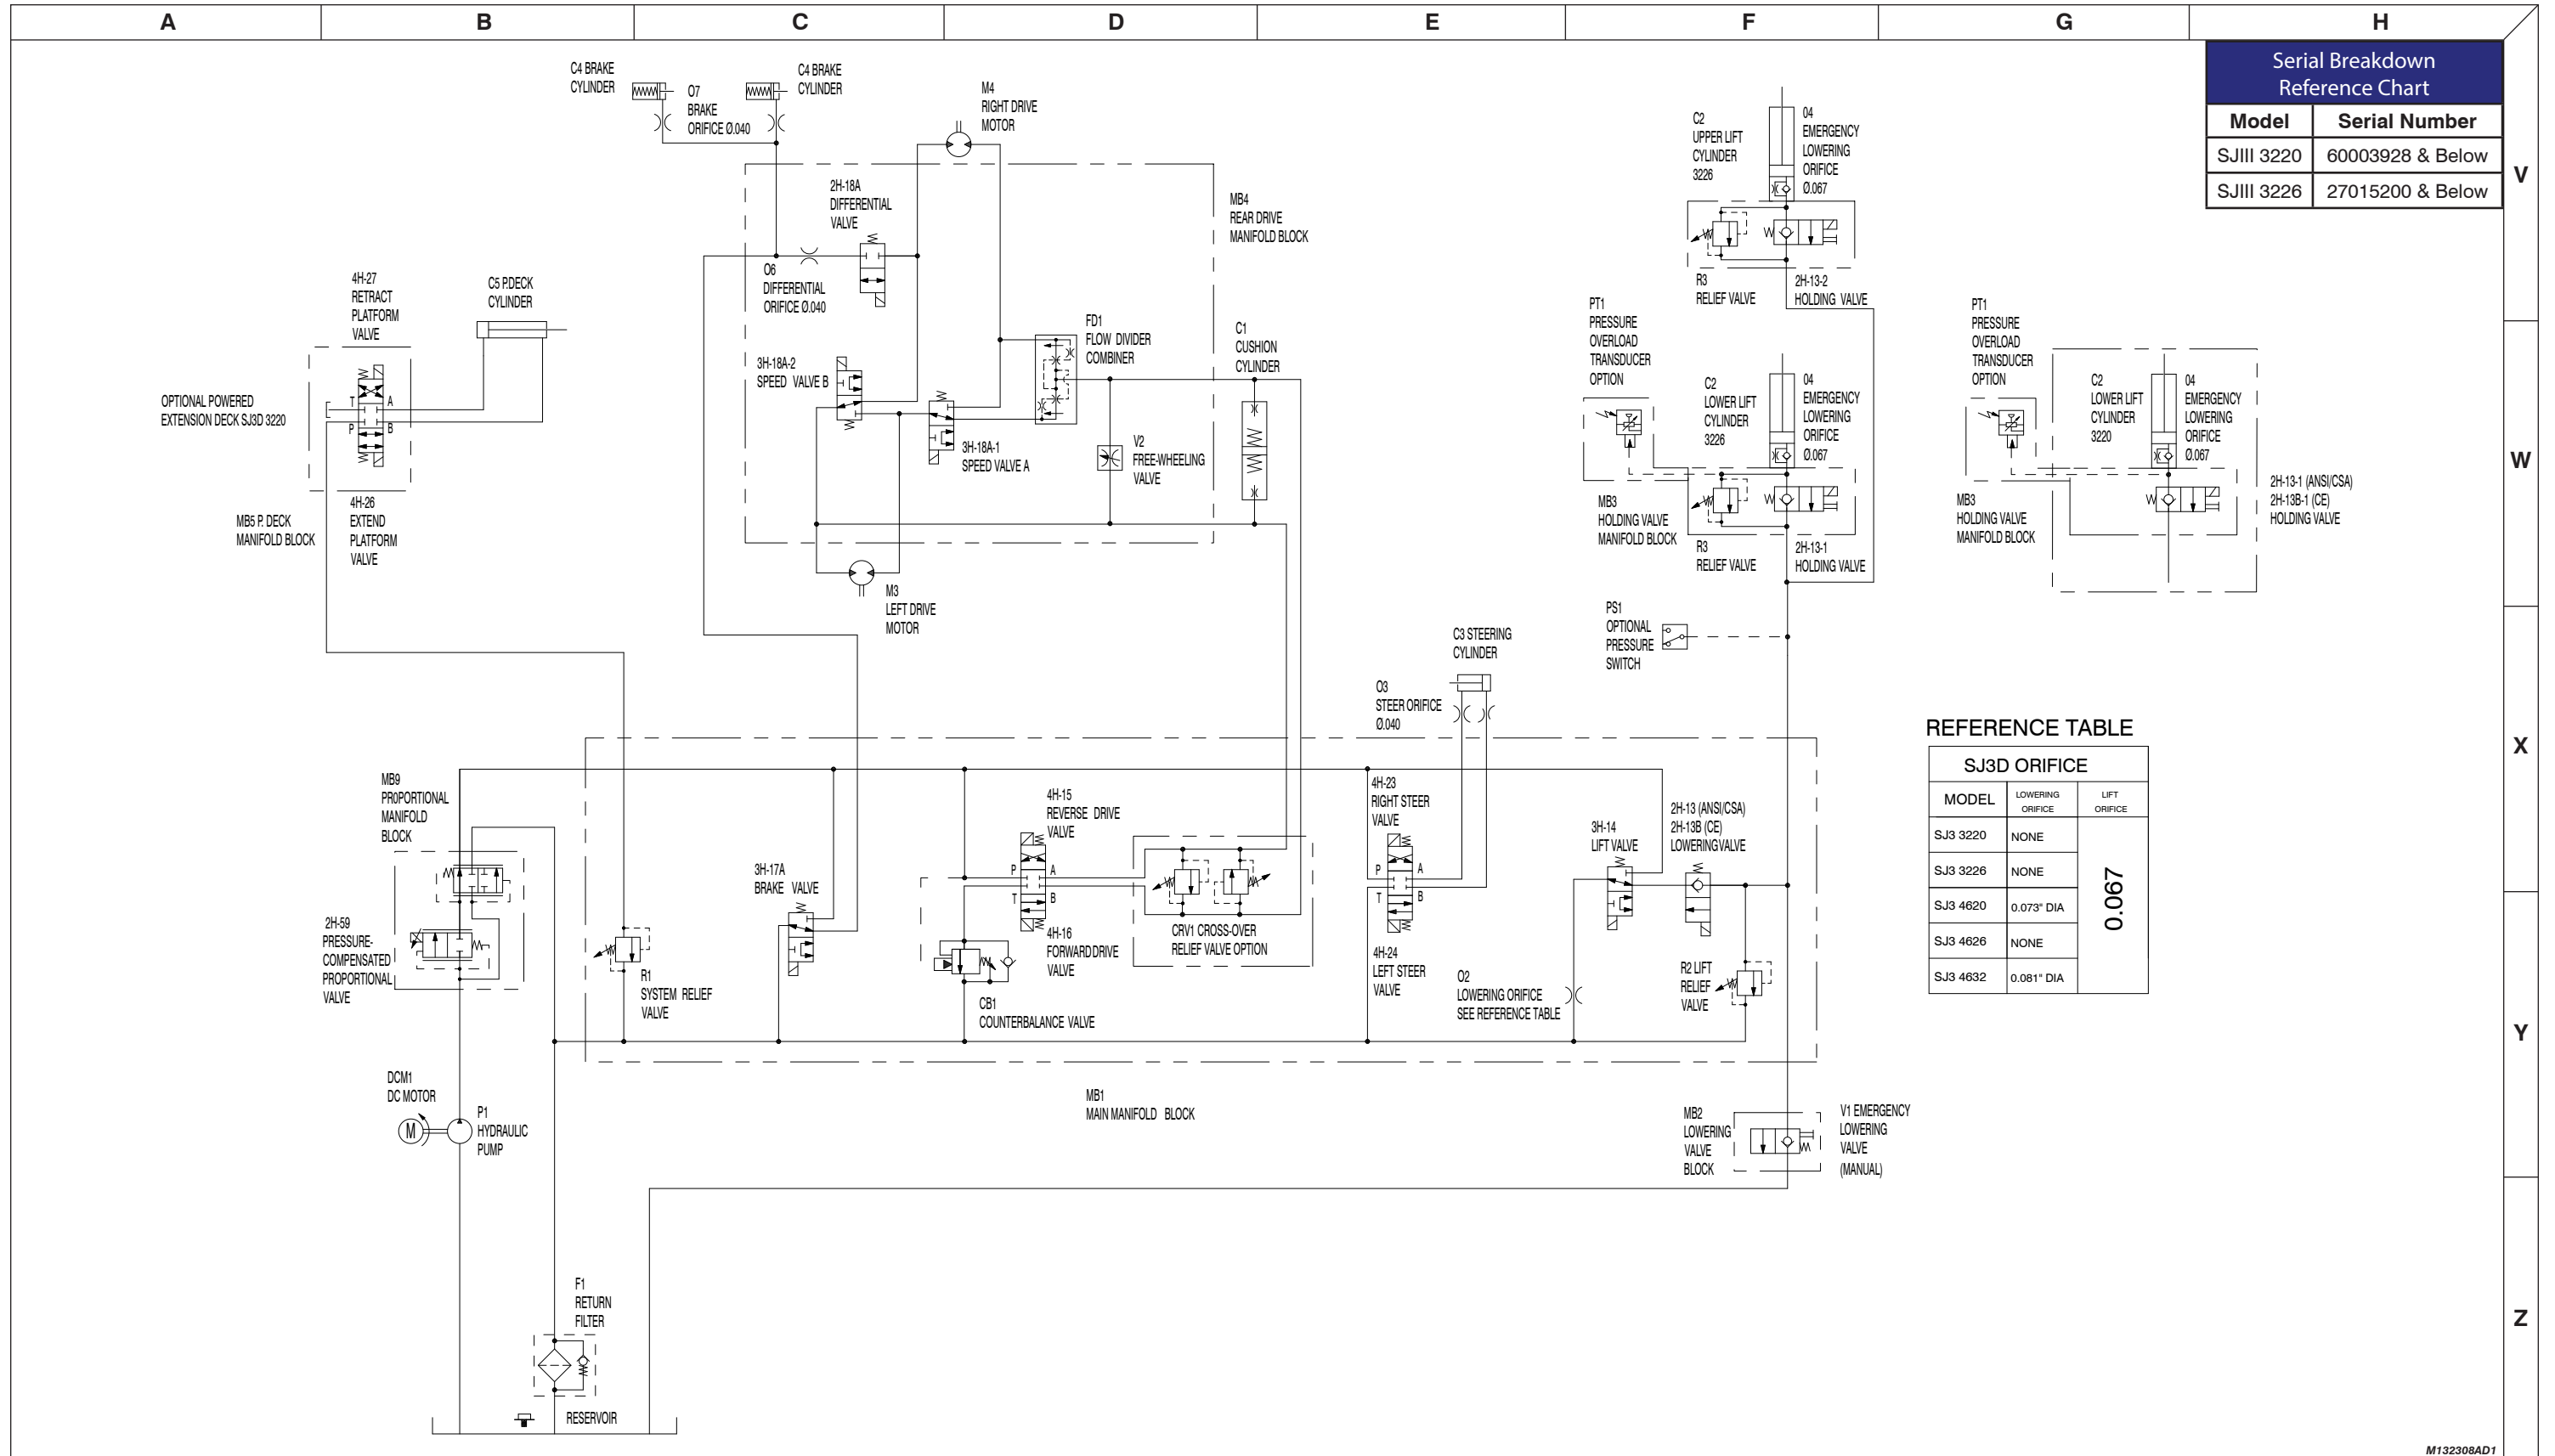 A B C D E F G H
Serial Breakdown
Reference Chart
Model Serial Number
SJIII 3220 60003928 & Below
SJIII 3226 27015200 & Below
V
W
X
Y
Z
C4 BRAKE
CYLINDER
O7
BRAKE
ORIFICE Ø.040
C4 BRAKE
CYLINDER
M4
RIGHT DRIVE
MOTOR
2H-18A
DIFFERENTIAL
VALVE
MB4
REAR DRIVE
MANIFOLD BLOCK
O6
DIFFERENTIAL
ORIFICE Ø.040
C2
UPPER LIFT
CYLINDER
3226
04
EMERGENCY
LOWERING
ORIFICE
Ø.067
R3
RELIEF VALVE
2H-13-2
HOLDING VALVE
4H-27
RETRACT
PLATFORM
VALVE
C5 P.DECK
CYLINDER
OPTIONAL POWERED
EXTENSION DECK SJ3D 3220
T A
P B
MB5 P. DECK
MANIFOLD BLOCK
4H-26
EXTEND
PLATFORM
VALVE
3H-18A-2
SPEED VALVE B
FD1
FLOW DIVIDER
COMBINER
C1
CUSHION
CYLINDER
3H-18A-1
SPEED VALVE A
V2
FREE-WHEELING
VALVE
M3
LEFT DRIVE
MOTOR
PT1
PRESSURE
OVERLOAD
TRANSDUCER
OPTION
C2
LOWER LIFT
CYLINDER
3226
04
EMERGENCY
LOWERING
ORIFICE
Ø.067
MB3
HOLDING VALVE
MANIFOLD BLOCK
R3
RELIEF VALVE
2H-13-1
HOLDING VALVE
PT1
PRESSURE
OVERLOAD
TRANSDUCER
OPTION
C2
LOWER LIFT
CYLINDER
3220
04
EMERGENCY
LOWERING
ORIFICE
Ø.067
MB3
HOLDING VALVE
MANIFOLD BLOCK
2H-13-1 (ANSI/CSA)
2H-13B-1 (CE)
HOLDING VALVE
PS1
OPTIONAL
PRESSURE
SWITCH
C3 STEERING
CYLINDER
O3
STEER ORIFICE
Ø.040
MB9
PROPORTIONAL
MANIFOLD
BLOCK
2H-59
PRESSURE-
COMPENSATED
PROPORTIONAL
VALVE
R1
SYSTEM RELIEF
VALVE
3H-17A
BRAKE VALVE
4H-15
REVERSE DRIVE
VALVE
P A
T B
4H-16
FORWARD DRIVE
VALVE
CB1
COUNTERBALANCE VALVE
CRV1 CROSS-OVER
RELIEF VALVE OPTION
4H-23
RIGHT STEER
VALVE
P A
T B
4H-24
LEFT STEER
VALVE
O2
LOWERING ORIFICE
SEE REFERENCE TABLE
3H-14
LIFT VALVE
2H-13 (ANSI/CSA)
2H-13B (CE)
LOWERING VALVE
R2 LIFT
RELIEF
VALVE
REFERENCE TABLE
SJ3D ORIFICE
MODEL LOWERING ORIFICE LIFT ORIFICE
SJ3 3220 NONE
SJ3 3226 NONE
SJ3 4620 0.073" DIA
SJ3 4626 NONE
SJ3 4632 0.081" DIA
0.067
MB1
MAIN MANIFOLD BLOCK
DCM1
DC MOTOR
M
P1
HYDRAULIC
PUMP
MB2
LOWERING
VALVE
BLOCK
V1 EMERGENCY
LOWERING
VALVE
(MANUAL)
F1
RETURN
FILTER
RESERVOIR
M132308AD1